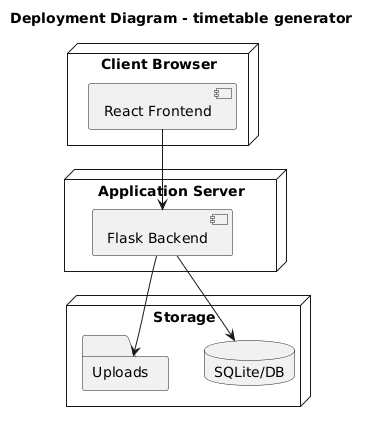 Deployment Diagram - timetable generator
Client Browser
React Frontend
Application Server
Flask Backend
Storage
Uploads
SQLite/DB